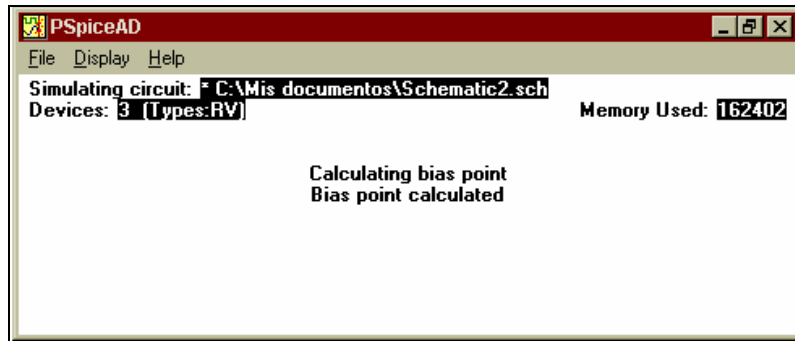 PSpiceAD
File Display Help
Simulating circuit: * C:\Mis documentos\Schematic2.sch
Devices: 3 (Types:RV) Memory Used: 162402
Calculating bias point
Bias point calculated